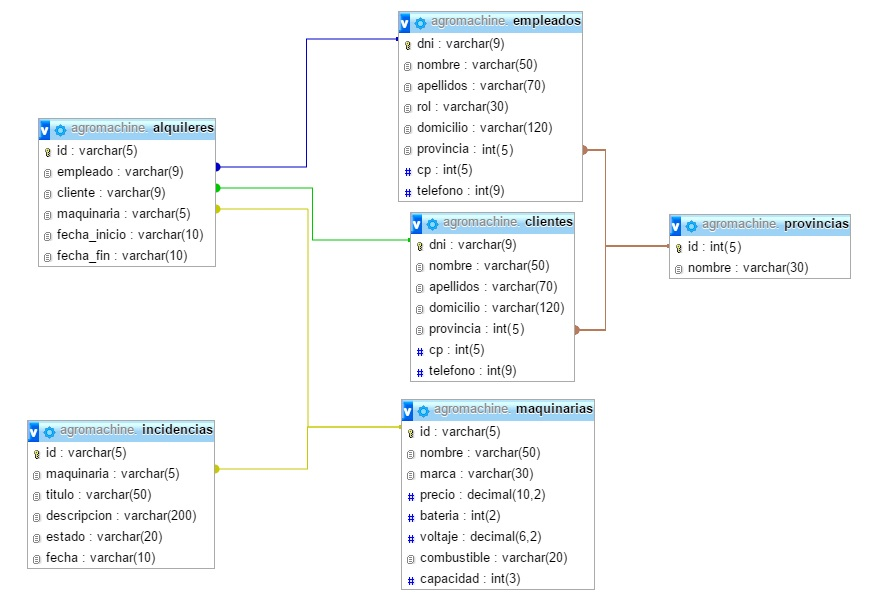 agromachine. empleados
dni : varchar(9)
nombre : varchar(50)
apellidos : varchar(70)
rol : varchar(30)
domicilio : varchar(120)
provincia : int(5)
# cp : int(5)
# telefono : int(9)
agromachine. alquileres
id : varchar(5)
empleado : varchar(9)
cliente : varchar(9)
maquinaria : varchar(5)
fecha_inicio : varchar(10)
fecha_fin : varchar(10)
agromachine. clientes
dni : varchar(9)
nombre : varchar(50)
apellidos : varchar(70)
domicilio : varchar(120)
provincia : int(5)
# cp : int(5)
# telefono : int(9)
agromachine. provincias
id : int(5)
nombre : varchar(30)
agromachine. incidencias
id : varchar(5)
maquinaria : varchar(5)
titulo : varchar(50)
descripcion : varchar(200)
estado : varchar(20)
fecha : varchar(10)
agromachine. maquinarias
id : varchar(5)
nombre : varchar(50)
marca : varchar(30)
# precio : decimal(10,2)
# bateria : int(2)
# voltaje : decimal(6,2)
combustible : varchar(20)
# capacidad : int(3)